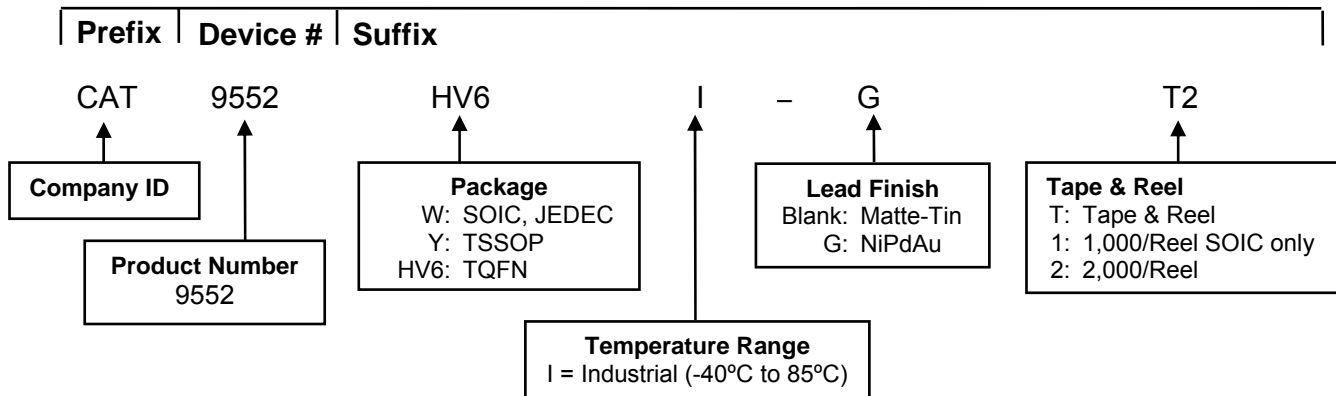 Prefix Device # Suffix
CAT 9552 HV6 I – G T2
Company ID
Product Number
9552
Package
W: SOIC, JEDEC
Y: TSSOP
HV6: TQFN
Temperature Range
I = Industrial (-40ºC to 85ºC)
Lead Finish
Blank: Matte-Tin
G: NiPdAu
Tape & Reel
T: Tape & Reel
1: 1,000/Reel SOIC only
2: 2,000/Reel